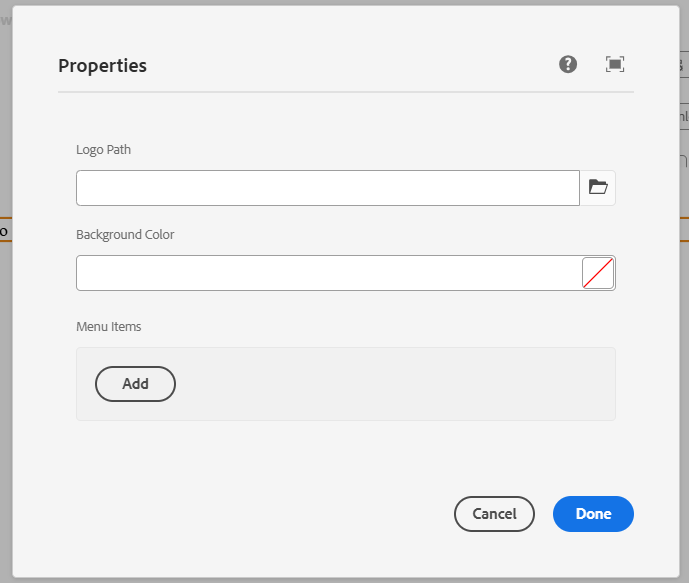 Properties
Logo Path
Background Color
Menu Items
Add
Cancel
Done